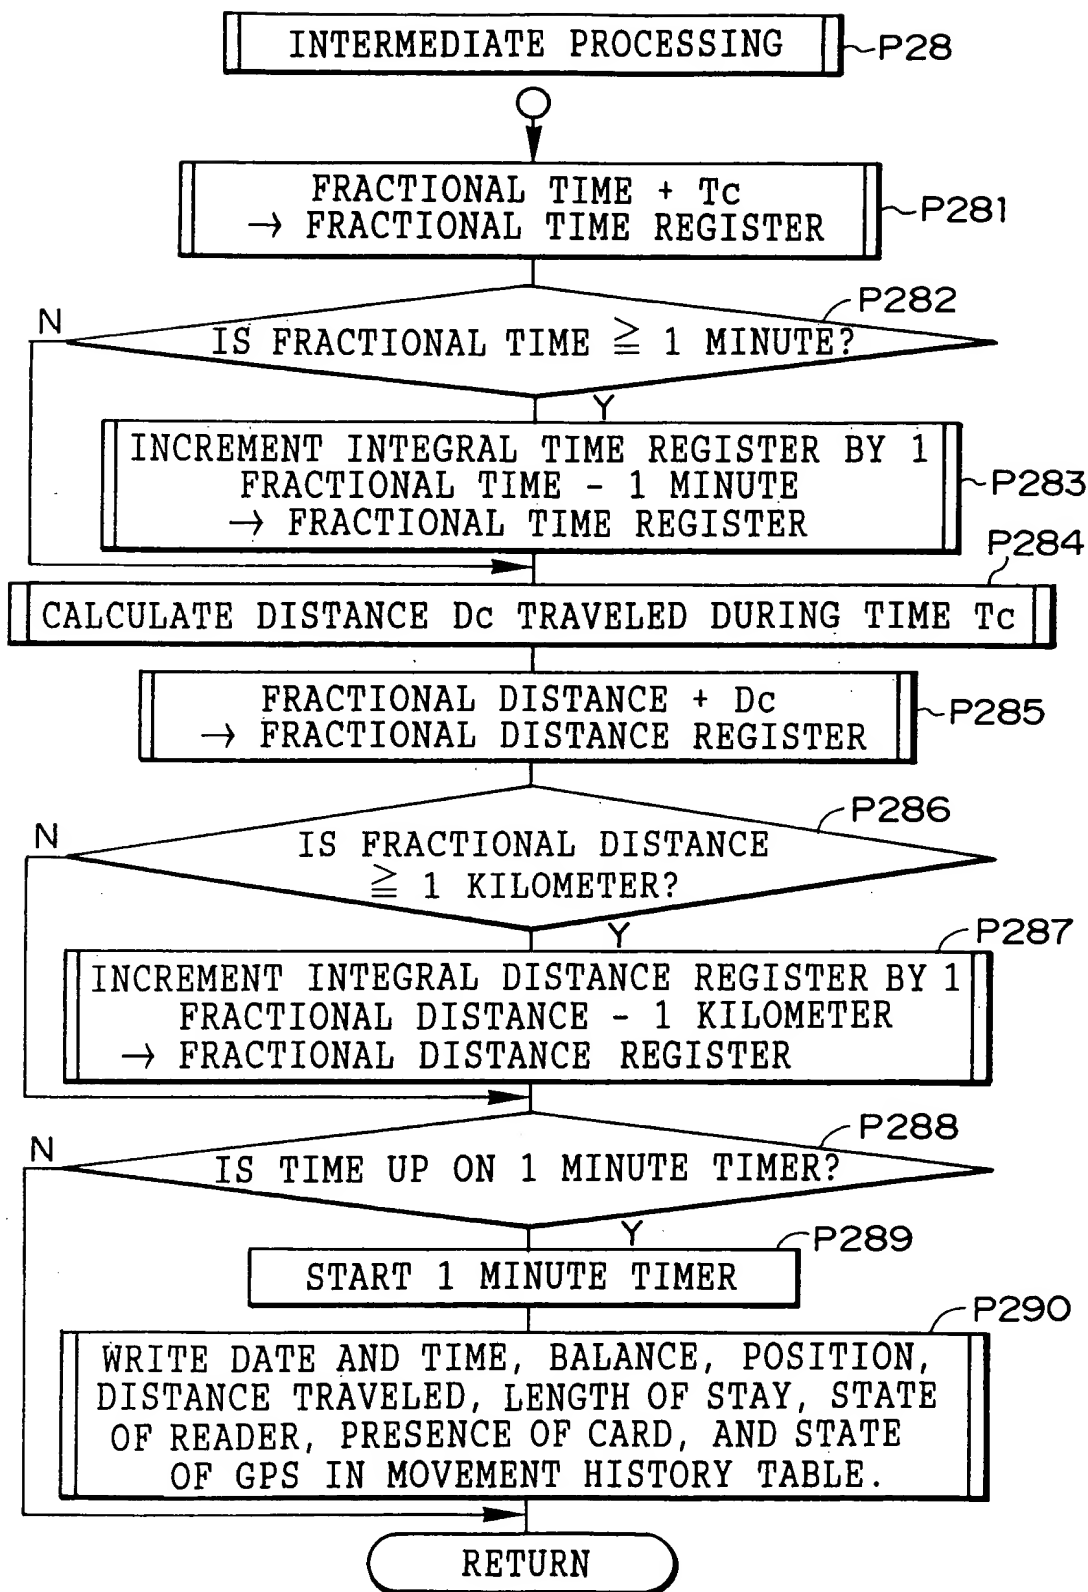 INTERMEDIATE PROCESSING
P28
FRACTIONAL TIME + Tc
→ FRACTIONAL TIME REGISTER
P281
P282
N
IS FRACTIONAL TIME ≧ 1 MINUTE?
Y
INCREMENT INTEGRAL TIME REGISTER BY 1
FRACTIONAL TIME - 1 MINUTE
→ FRACTIONAL TIME REGISTER
P283
P284
CALCULATE DISTANCE Dc TRAVELED DURING TIME Tc
FRACTIONAL DISTANCE + Dc
→ FRACTIONAL DISTANCE REGISTER
P285
P286
N
IS FRACTIONAL DISTANCE
≧ 1 KILOMETER?
Y
P287
INCREMENT INTEGRAL DISTANCE REGISTER BY 1
FRACTIONAL DISTANCE - 1 KILOMETER
→ FRACTIONAL DISTANCE REGISTER
P288
N
IS TIME UP ON 1 MINUTE TIMER?
Y
P289
START 1 MINUTE TIMER
P290
WRITE DATE AND TIME, BALANCE, POSITION,
DISTANCE TRAVELED, LENGTH OF STAY, STATE
OF READER, PRESENCE OF CARD, AND STATE
OF GPS IN MOVEMENT HISTORY TABLE.
RETURN